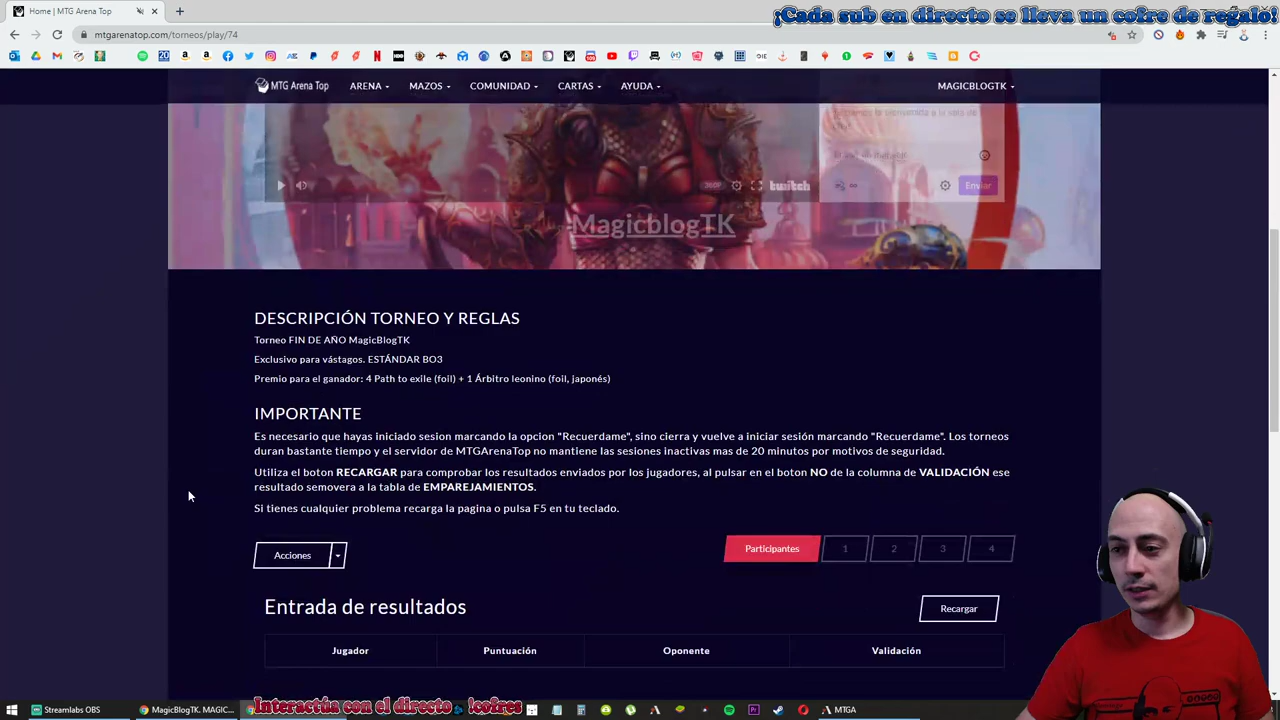 Home | MTG Arena Top
¡Cada sub en directo se lleva un cofre de regalo!
mtgarenatop.com/torneos/play/74
MTG Arena Top
ARENA
MAZOS
COMUNIDAD
CARTAS
AYUDA
MAGICBLOGTK
twitch
Enviar
MagicblogTK
DESCRIPCIÓN TORNEO Y REGLAS
Torneo FIN DE AÑO MagicBlogTK
Exclusivo para vástagos. ESTÁNDAR BO3
Premio para el ganador: 4 Path to exile (foil) + 1 Árbitro leonino (foil, japonés)
IMPORTANTE
Es necesario que hayas iniciado sesion marcando la opcion "Recuerdame", sino cierra y vuelve a iniciar sesión marcando "Recuerdame". Los torneos
duran bastante tiempo y el servidor de MTGArenaTop no mantiene las sesiones inactivas mas de 20 minutos por motivos de seguridad.
Utiliza el boton RECARGAR para comprobar los resultados enviados por los jugadores, al pulsar en el boton NO de la columna de VALIDACIÓN ese
resultado semovera a la tabla de EMPAREJAMIENTOS.
Si tienes cualquier problema recarga la pagina o pulsa F5 en tu teclado.
Acciones
Participantes
1
2
3
4
Entrada de resultados
Recargar
Jugador
Puntuación
Oponente
Validación
Interactúa con el directo
!cofres
Streamlabs OBS
MagicBlogTK. MAGIC...
MTGA